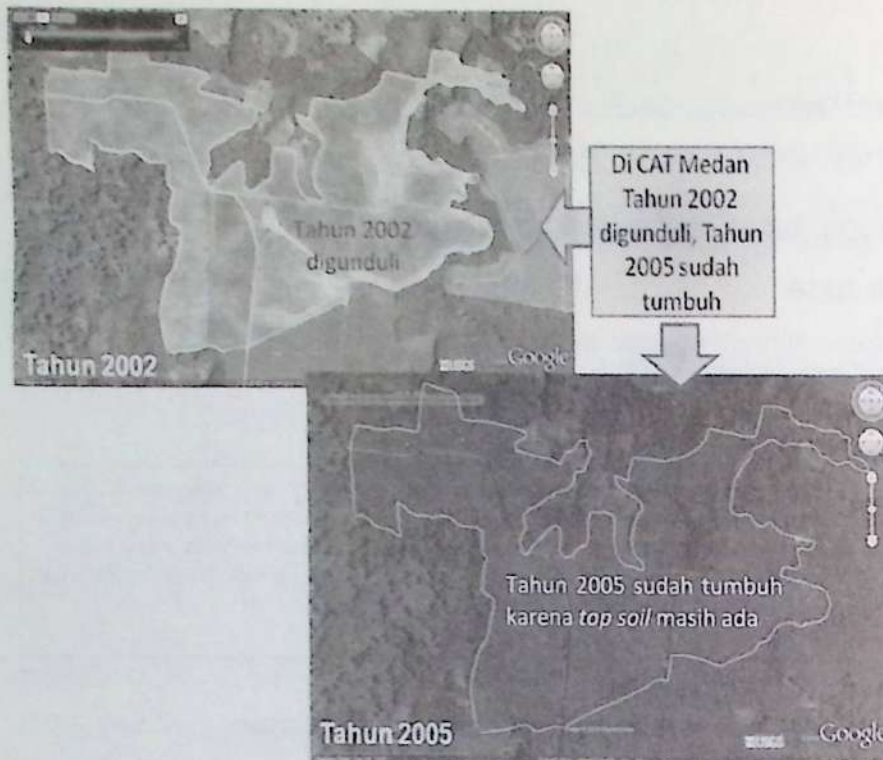 Tahun 2002
digunduli
Tahun 2002
Google
Di CAT Medan
Tahun 2002
digunduli, Tahun
2005 sudah
tumbuh
Tahun 2005 sudah tumbuh
karena top soil masih ada
Tahun 2005
Google